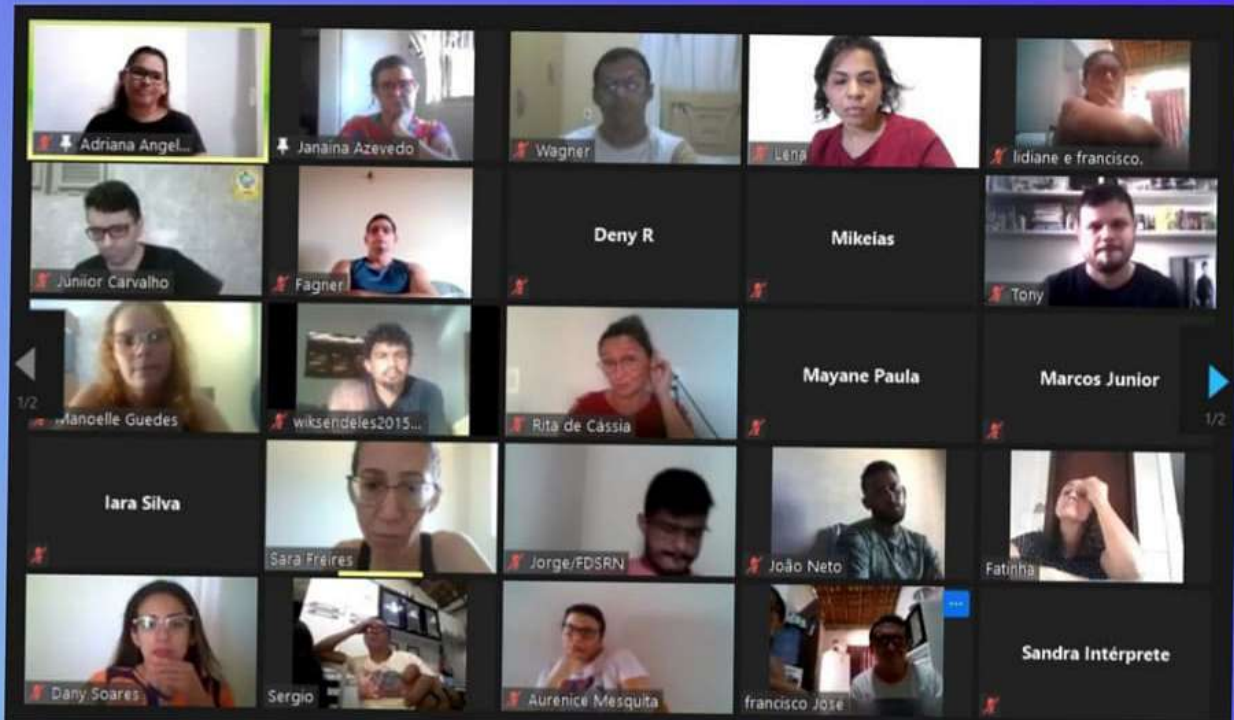 Adriana Angel...
Janaina Azevedo
Wagner
Lena
lidiane e francisco.
Juniior Carvalho
Fagner
Deny R
Mikeias
Tony
Manoelle Guedes
wiksendeles2015...
Rita de Cássia
Mayane Paula
Marcos Junior
1/2
1/2
Iara Silva
Sara Freires
Jorge/FDSRN
João Neto
Fatinha
Dany Soares
Sergio
Aurenice Mesquita
francisco José
Sandra Intérprete